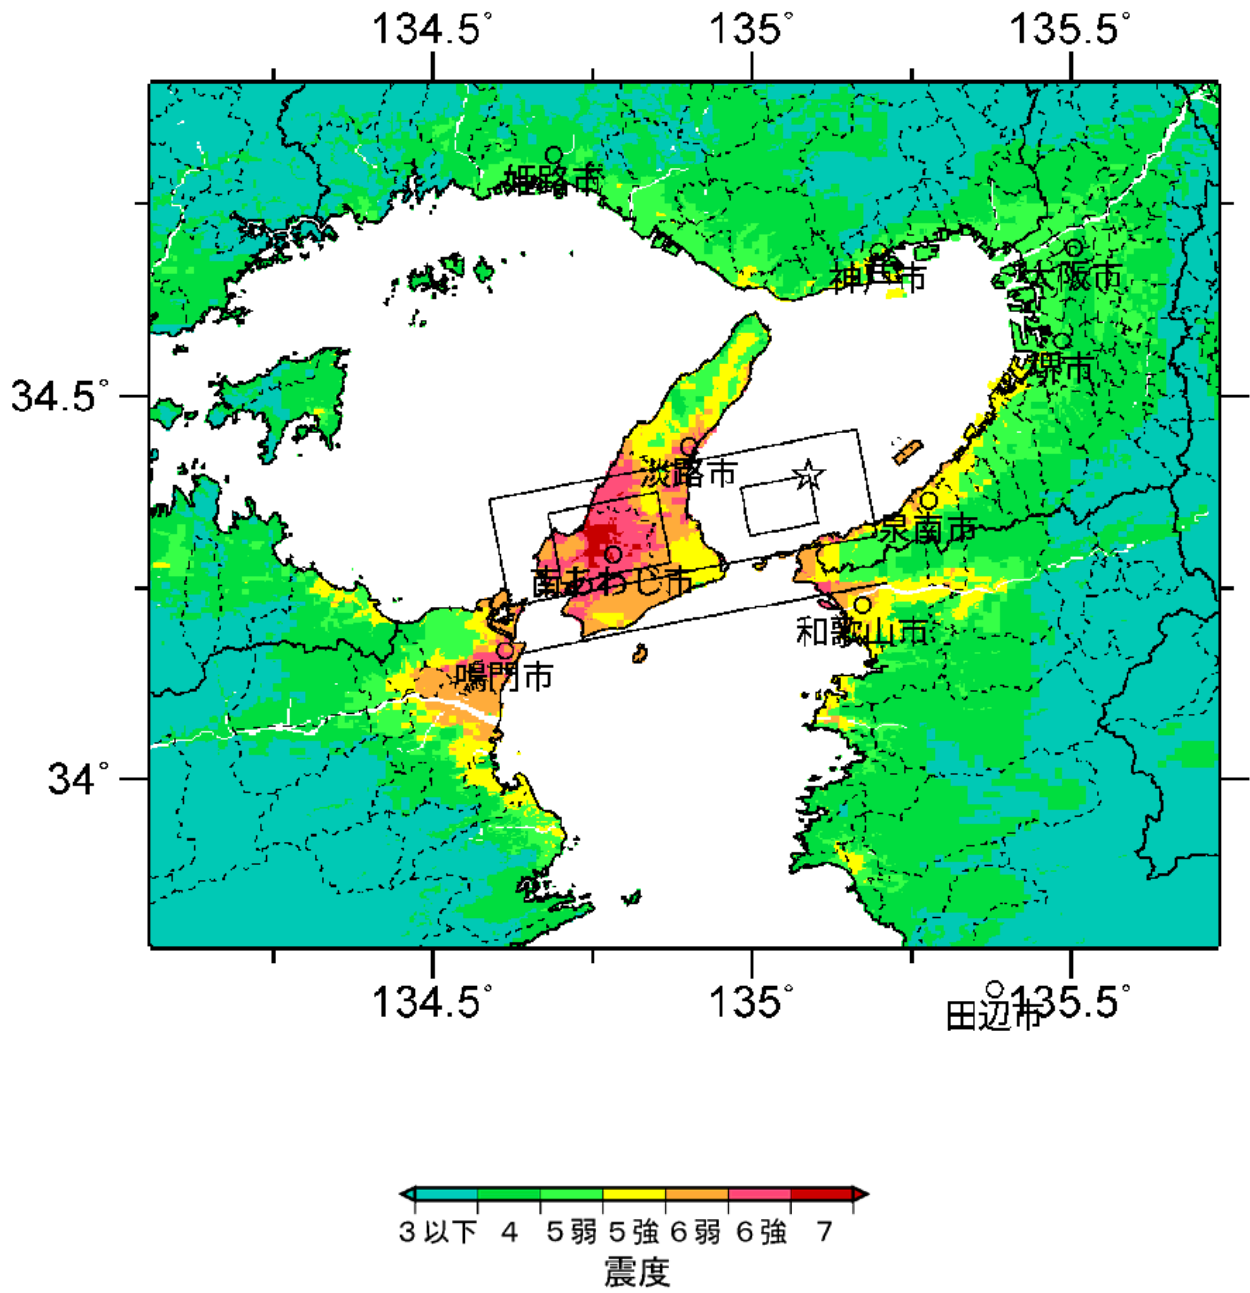 134.5° 135° 135.5°
姫路市
神戸市
大阪市
堺市
34.5°
淡路市
泉南市
南あわじ市
和歌山市
鳴門市
34°
134.5° 135° 135.5°
田辺市
3以下 4 5弱 5強 6弱 6強 7
震度